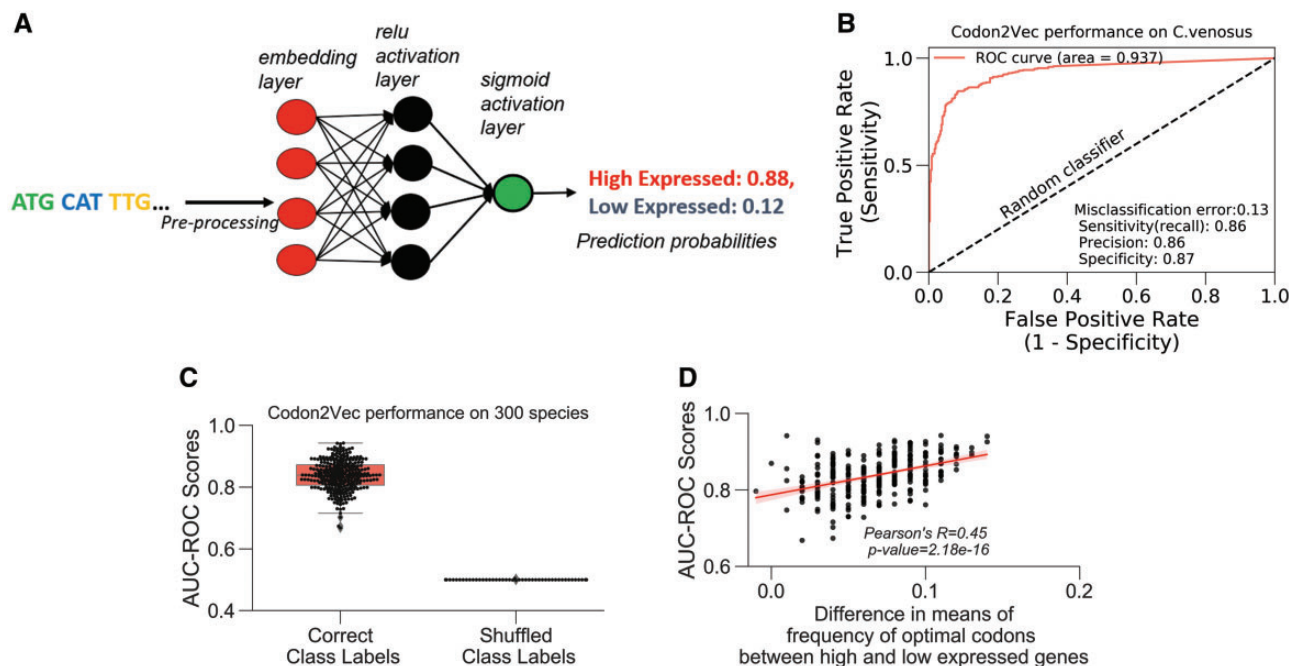 A
embedding
layer
relu
activation
layer
sigmoid
activation
layer
ATG CAT TTG...
Pre-processing
High Expressed: 0.88,
Low Expressed: 0.12
Prediction probabilities
B
Codon2Vec performance on C.venosus
ROC curve (area = 0.937)
True Positive Rate
(Sensitivity)
1.0
0.5
0.0
Random classifier
Misclassification error:0.13
Sensitivity(recall): 0.86
Precision: 0.86
Specificity: 0.87
0.0 0.2 0.4 0.6 0.8 1.0
False Positive Rate
(1 - Specificity)
C
Codon2Vec performance on 300 species
AUC-ROC Scores
1.0
0.8
0.6
0.4
Correct
Class Labels
Shuffled
Class Labels
D
AUC-ROC Scores
1.0
0.8
0.6
Pearson's R=0.45
p-value=2.18e-16
0.0 0.1 0.2
Difference in means of
frequency of optimal codons
between high and low expressed genes